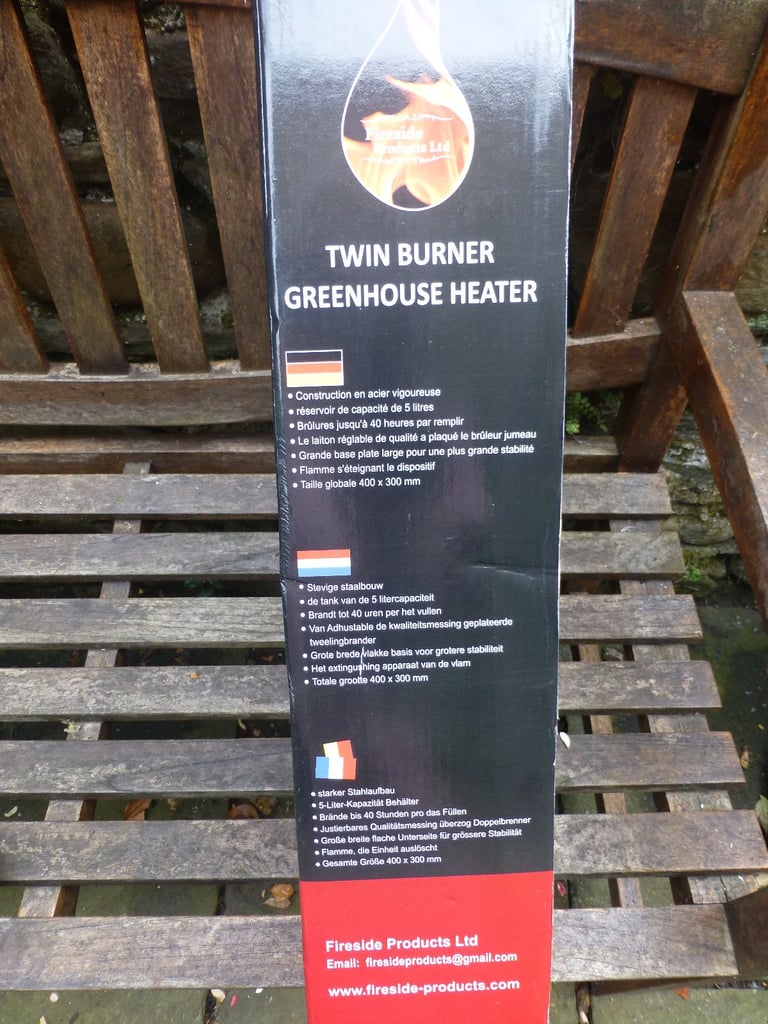 Fireside
Products Ltd
TWIN BURNER
GREENHOUSE HEATER
• Construction en acier vigoureuse
• réservoir de capacité de 5 litres
• Brûlures jusqu'à 40 heures par remplir
• Le laiton réglable de qualité a plaqué le brûleur jumeau
• Grande base plate large pour une plus grande stabilité
• Flamme s'éteignant le dispositif
• Taille globale 400 x 300 mm
• Stevige staalbouw
• de tank van de 5 litercapaciteit
• Brandt tot 40 uren per het vullen
• Van Adhustable de kwaliteitsmessing geplateerde
tweelingbrander
• Grote brede vlakke basis voor grotere stabiliteit
• Het extingushing apparaat van de vlam
• Totale grootte 400 x 300 mm
• starker Stahlaufbau
• 5-Liter-Kapazität Behälter
• Brände bis 40 Stunden pro das Füllen
• Justierbares Qualitätsmessing überzog Doppelbrenner
• Große breite flache Unterseite für grössere Stabilität
• Flamme, die Einheit auslöscht
• Gesamte Größe 400 x 300 mm
Fireside Products Ltd
Email: firesideproducts@gmail.com
www.fireside-products.com